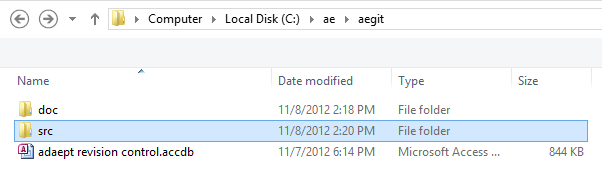 Computer Local Disk (C:) ae aegit
Name Date modified Type Size
doc 11/8/2012 2:18 PM File folder
src 11/8/2012 2:20 PM File folder
adaept revision control.accdb 11/7/2012 6:14 PM Microsoft Access ... 844 KB